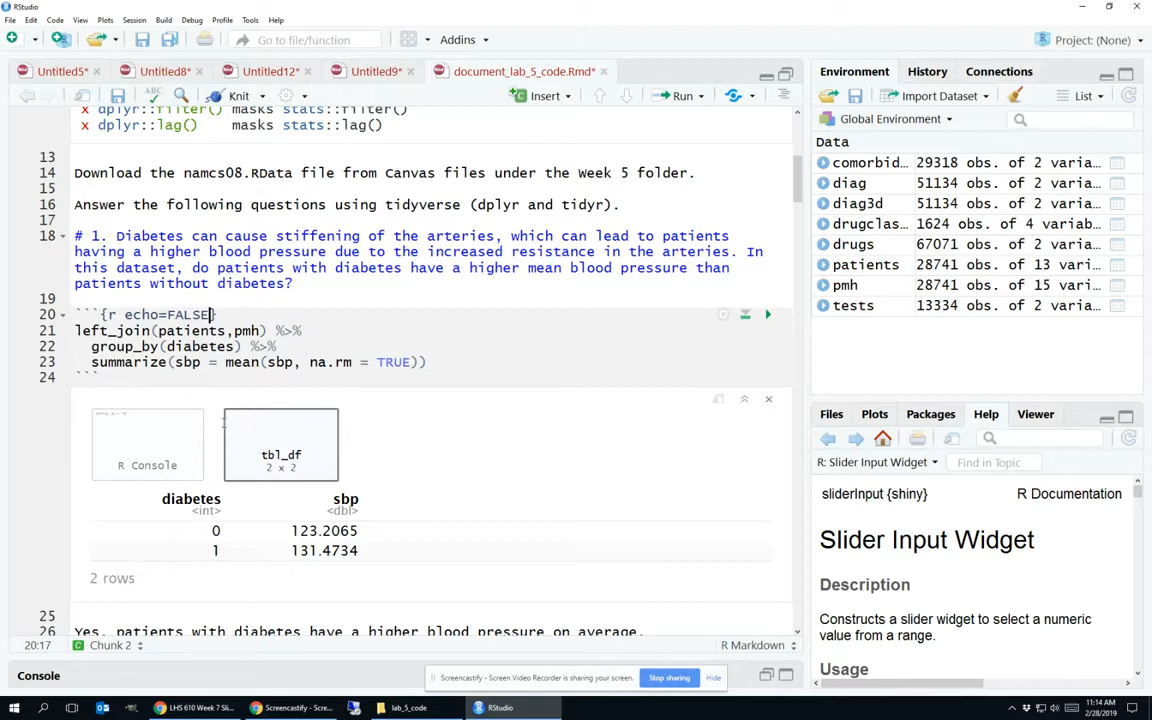 RStudio
File Edit Code View Plots Session Build Debug Profile Tools Help
Go to file/function Addins Project: (None)
Untitled5* Untitled8* Untitled12* Untitled9* document_lab_5_code.Rmd*
ABC Knit Insert Run
x dplyr::filter() masks stats::filter()
x dplyr::lag() masks stats::lag()
13
14 Download the namcs08.RData file from Canvas files under the Week 5 folder.
15
16 Answer the following questions using tidyverse (dplyr and tidyr).
17
18 # 1. Diabetes can cause stiffening of the arteries, which can lead to patients
having a higher blood pressure due to the increased resistance in the arteries. In
this dataset, do patients with diabetes have a higher mean blood pressure than
patients without diabetes?
19
20 ```{r echo=FALSE}
21 left_join(patients,pmh) %>%
22 group_by(diabetes) %>%
23 summarize(sbp = mean(sbp, na.rm = TRUE))
24 ```
R Console
tbl_df
2 x 2
diabetes sbp
<int> <dbl>
0 123.2065
1 131.4734
2 rows
25
26 Yes, patients with diabetes have a higher blood pressure on average.
20:17 Chunk 2 R Markdown
Console
Environment History Connections
Import Dataset List
Global Environment
Data
comorbid… 29318 obs. of 2 varia…
diag 51134 obs. of 2 varia…
diag3d 51134 obs. of 2 varia…
drugclas… 1624 obs. of 4 variab…
drugs 67071 obs. of 2 varia…
patients 28741 obs. of 13 vari…
pmh 28741 obs. of 15 vari…
tests 13334 obs. of 2 varia…
Files Plots Packages Help Viewer
R: Slider Input Widget Find in Topic
sliderInput {shiny} R Documentation
Slider Input Widget
Description
Constructs a slider widget to select a numeric
value from a range.
Usage
Screencastify - Screen Video Recorder is sharing your screen. Stop sharing Hide
LHS 610 Week 7 Sli… Screencastify - Scree… lab_5_code RStudio
11:14 AM
2/28/2019